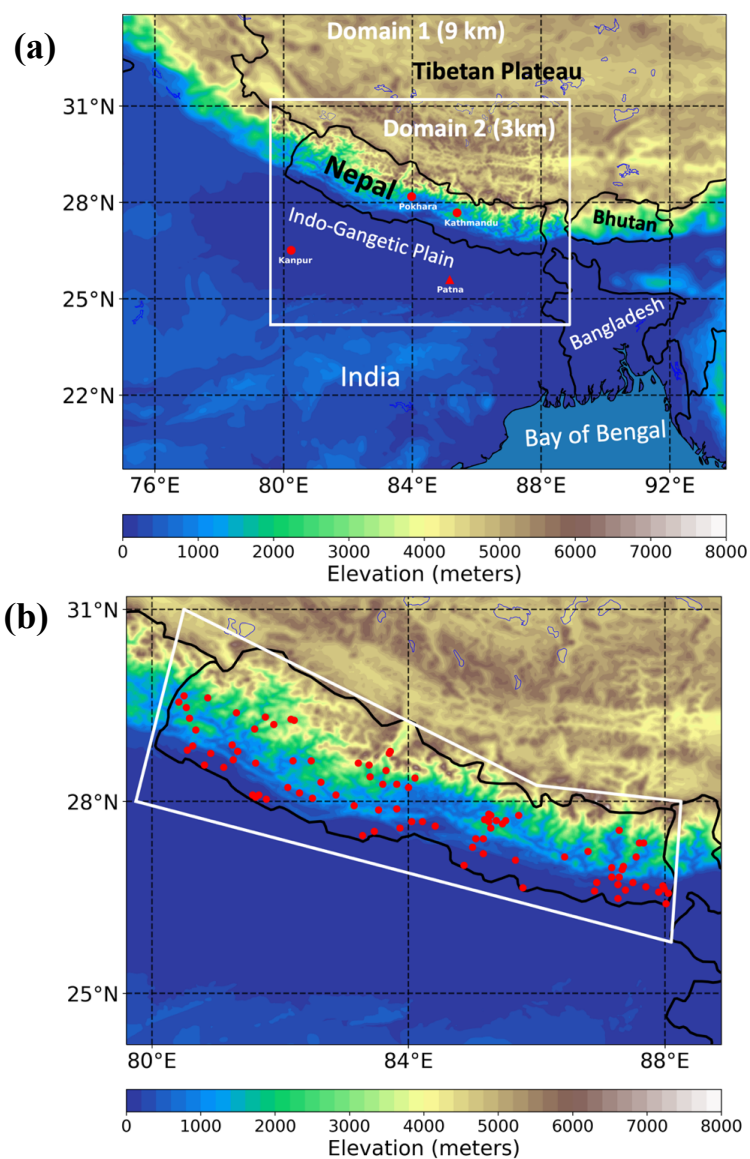 (a)
Domain 1 (9 km)
Tibetan Plateau
31°N
Domain 2 (3km)
Nepal
28°N
Pokhara
Kathmandu
Bhutan
Indo-Gangetic Plain
Kanpur
25°N
Patna
Bangladesh
India
22°N
Bay of Bengal
76°E 80°E 84°E 88°E 92°E
0 1000 2000 3000 4000 5000 6000 7000 8000
Elevation (meters)
(b)
31°N
28°N
25°N
80°E 84°E 88°E
0 1000 2000 3000 4000 5000 6000 7000 8000
Elevation (meters)